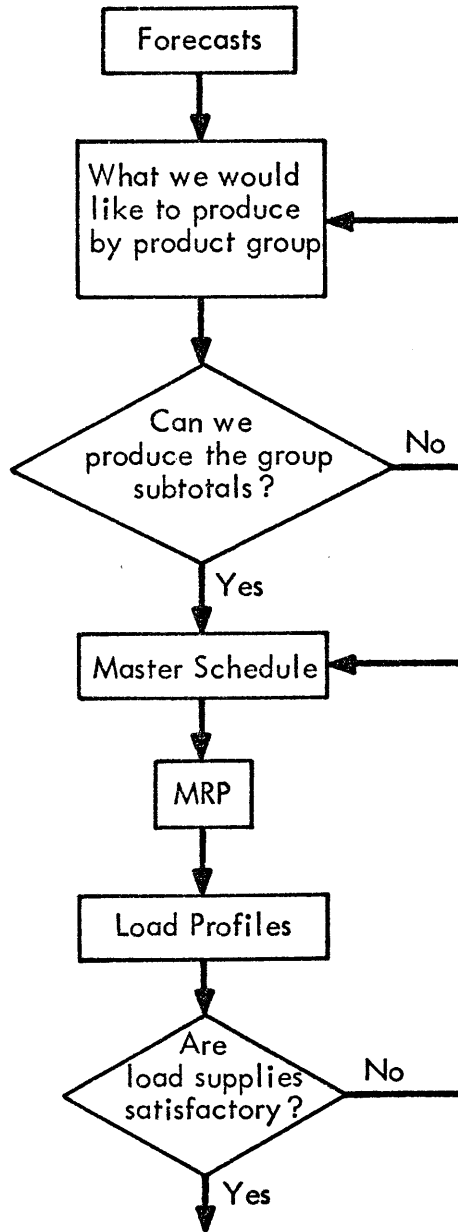 Forecasts
What we would
like to produce
by product group
Can we
produce the group
subtotals?
No
Yes
Master Schedule
MRP
Load Profiles
Are
load supplies
satisfactory?
No
Yes